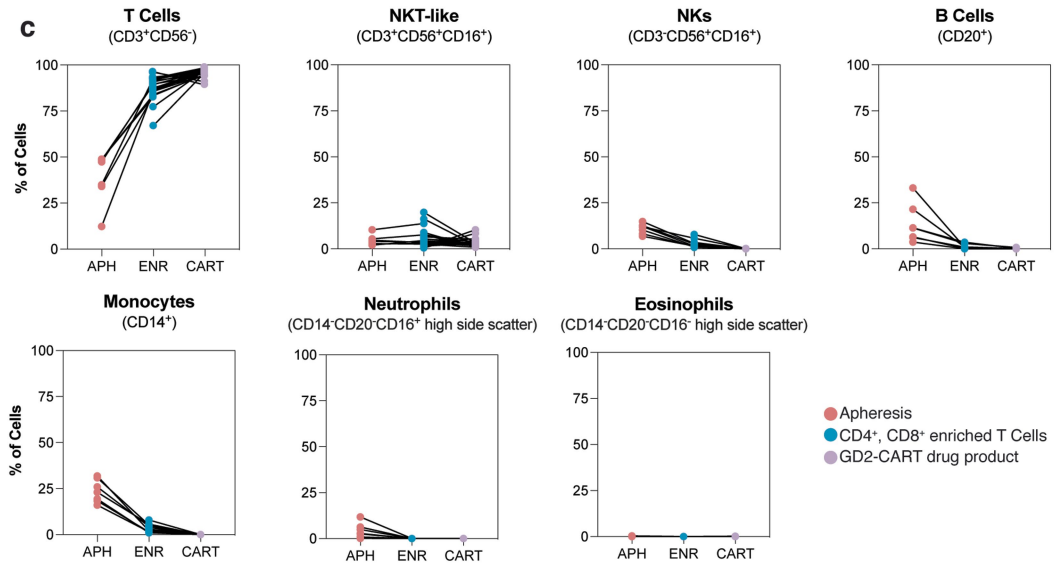 c
T Cells
(CD3⁺CD56⁻)
NKT-like
(CD3⁺CD56⁺CD16⁺)
NKs
(CD3⁻CD56⁺CD16⁺)
B Cells
(CD20⁺)
% of Cells
100
75
50
25
0
APH ENR CART
100
75
50
25
0
APH ENR CART
100
75
50
25
0
APH ENR CART
100
75
50
25
0
APH ENR CART
Monocytes
(CD14⁺)
Neutrophils
(CD14⁻CD20⁻CD16⁺ high side scatter)
Eosinophils
(CD14⁻CD20⁻CD16⁻ high side scatter)
% of Cells
100
75
50
25
0
APH ENR CART
100
75
50
25
0
APH ENR CART
100
75
50
25
0
APH ENR CART
Apheresis
CD4⁺, CD8⁺ enriched T Cells
GD2-CART drug product